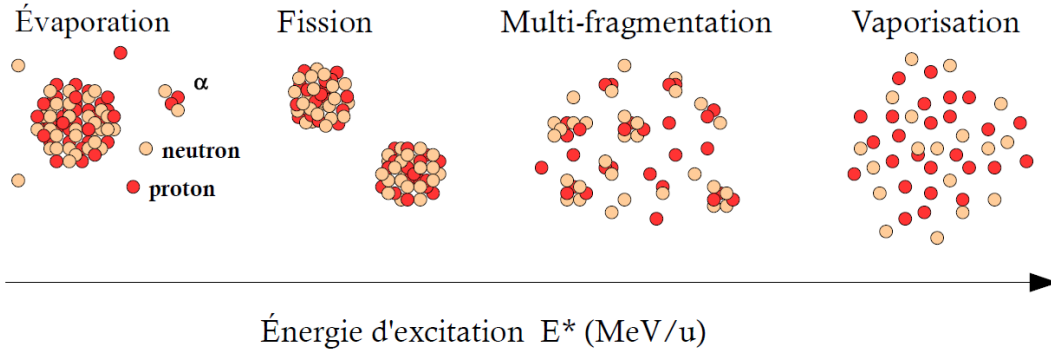 Évaporation Fission Multi-fragmentation Vaporisation
α
neutron
proton
Énergie d'excitation E* (MeV/u)